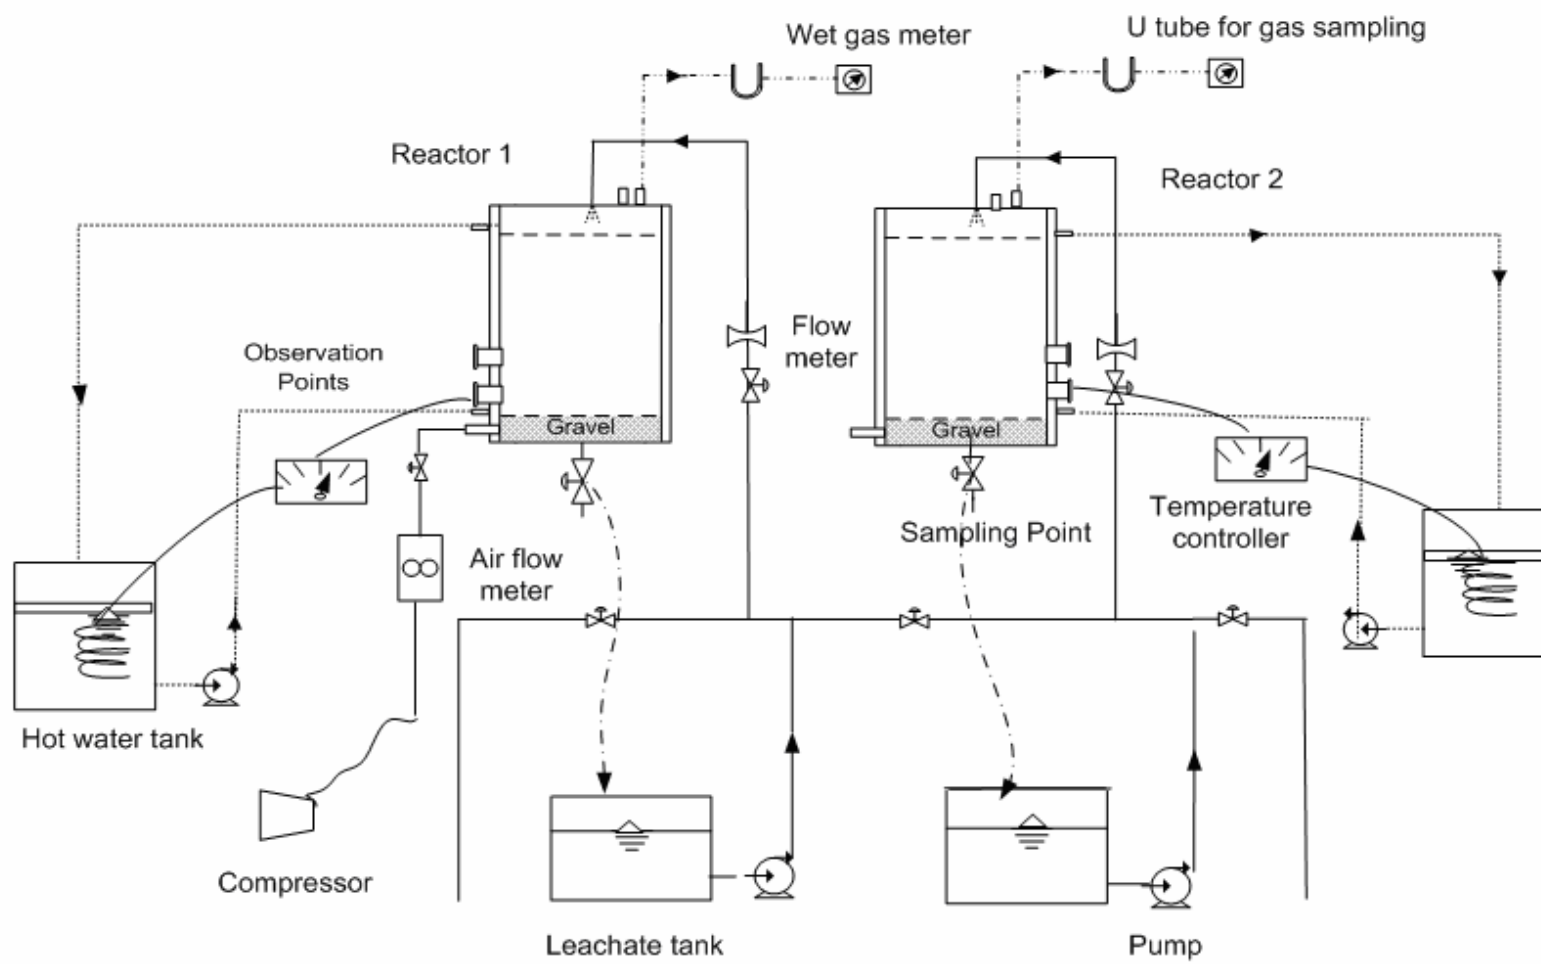 U tube for gas sampling
Wet gas meter
Reactor 1
Reactor 2
Flow
meter
Observation
Points
Gravel
Gravel
Temperature
controller
Sampling Point
Air flow
meter
Hot water tank
Compressor
Leachate tank
Pump